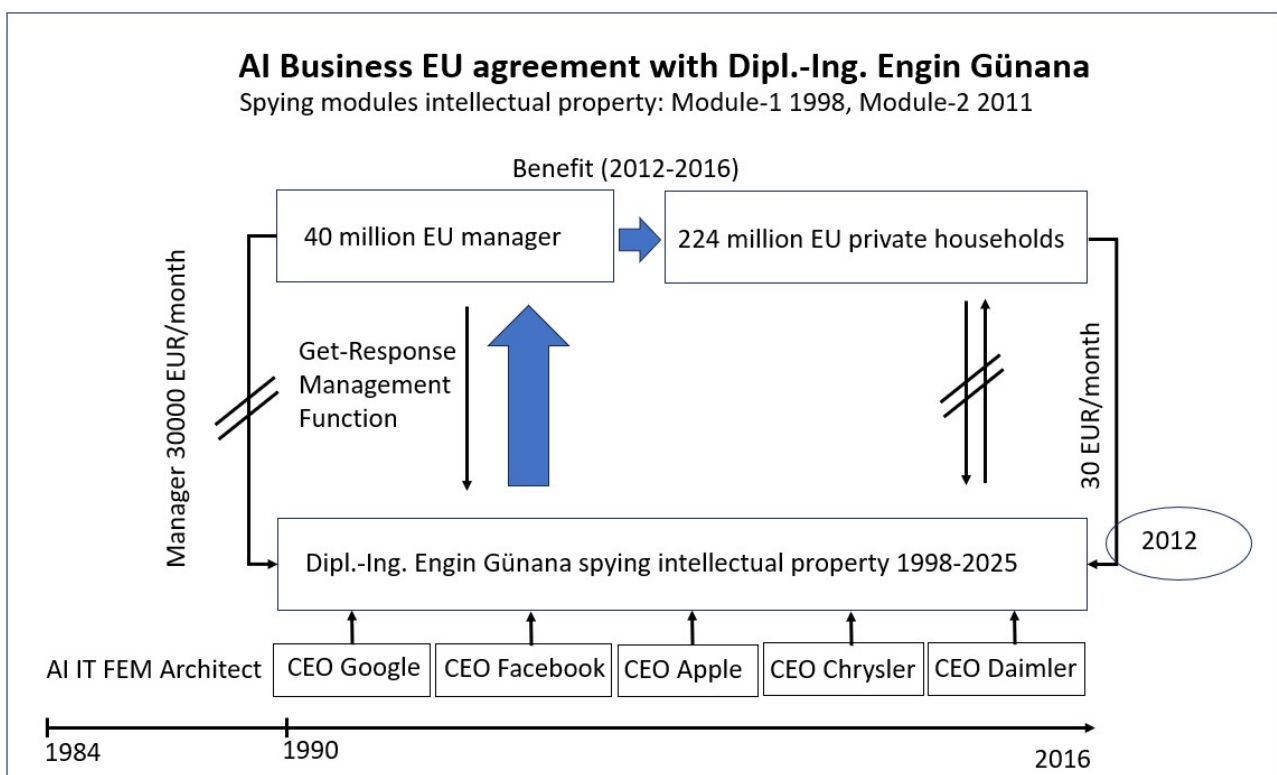 AI Business EU agreement with Dipl.-Ing. Engin Günana
Spying modules intellectual property: Module-1 1998, Module-2 2011
Benefit (2012-2016)
40 million EU manager
224 million EU private households
Manager 30000 EUR/month
Get-Response
Management
Function
30 EUR/month
2012
Dipl.-Ing. Engin Günana spying intellectual property 1998-2025
AI IT FEM Architect
CEO Google
CEO Facebook
CEO Apple
CEO Chrysler
CEO Daimler
1984
1990
2016